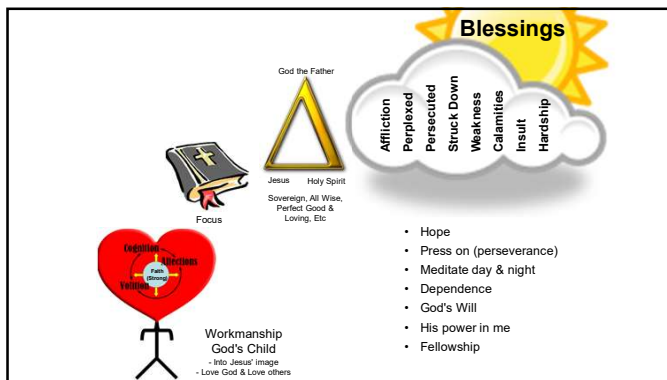 Blessings
Affliction
Perplexed
Persecuted
Struck Down
Weakness
Calamities
Insult
Hardship
God the Father
Jesus Holy Spirit
Sovereign, All Wise,
Perfect Good &
Loving, Etc
Focus
Cognition
Affections
Volition
Faith
(Strong)
Workmanship
God's Child
- Into Jesus' image
- Love God & Love others
• Hope
• Press on (perseverance)
• Meditate day & night
• Dependence
• God's Will
• His power in me
• Fellowship